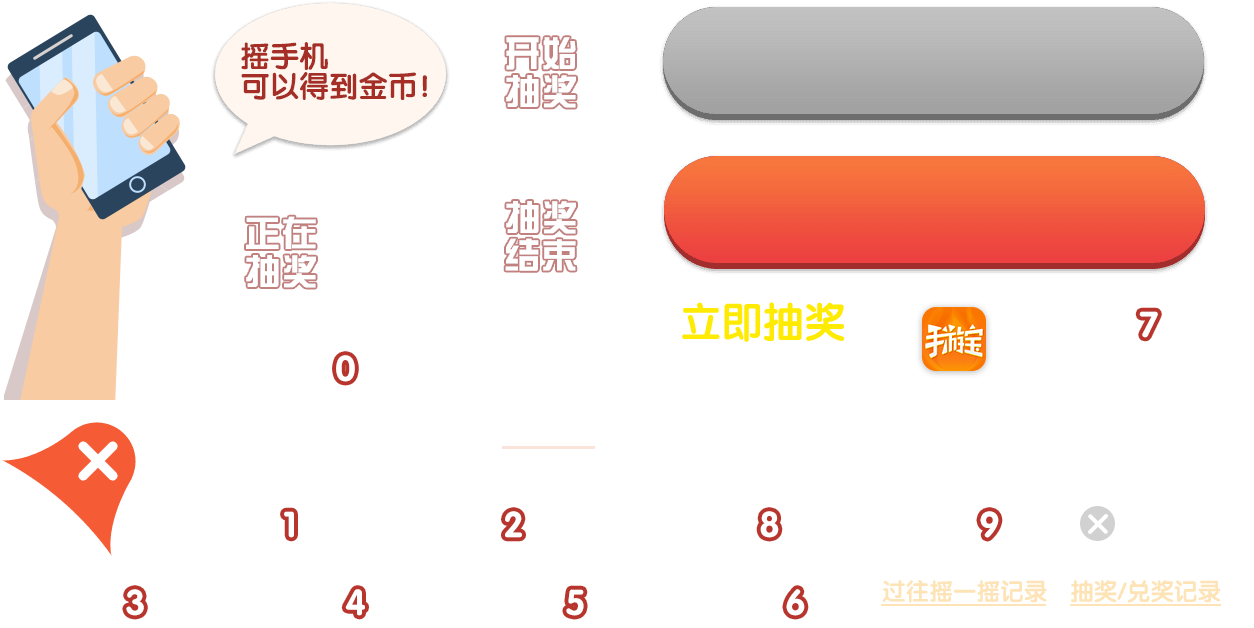 摇手机
可以得到金币!
开始
抽奖
正在
抽奖
抽奖
结束
立即抽奖
手游宝
7
0
1
2
8
9
3
4
5
6
过往摇一摇记录
抽奖/兑奖记录